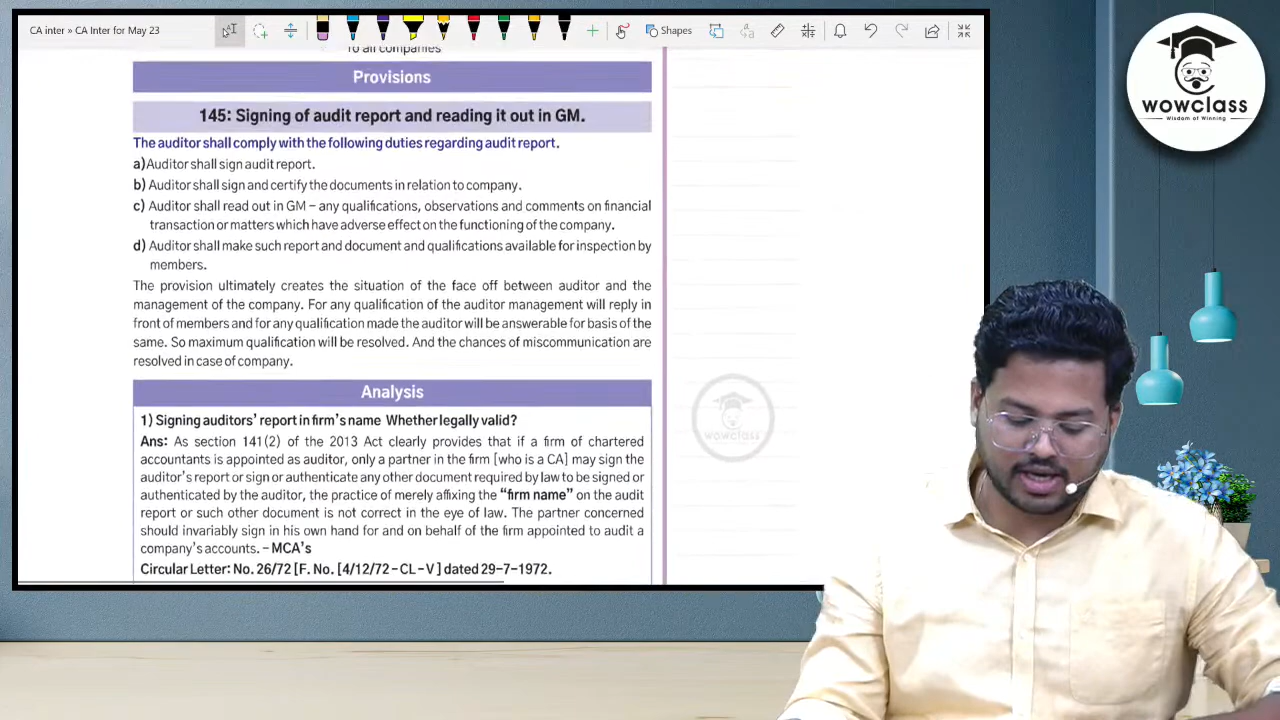 CA inter » CA Inter for May 23
Shapes
To all companies
Provisions
145: Signing of audit report and reading it out in GM.
The auditor shall comply with the following duties regarding audit report.
a) Auditor shall sign audit report.
b) Auditor shall sign and certify the documents in relation to company.
c) Auditor shall read out in GM – any qualifications, observations and comments on financial
transaction or matters which have adverse effect on the functioning of the company.
d) Auditor shall make such report and document and qualifications available for inspection by
members.
The provision ultimately creates the situation of the face off between auditor and the
management of the company. For any qualification of the auditor management will reply in
front of members and for any qualification made the auditor will be answerable for basis of the
same. So maximum qualification will be resolved. And the chances of miscommunication are
resolved in case of company.
Analysis
1) Signing auditors' report in firm's name Whether legally valid?
Ans: As section 141(2) of the 2013 Act clearly provides that if a firm of chartered
accountants is appointed as auditor, only a partner in the firm [who is a CA] may sign the
auditor's report or sign or authenticate any other document required by law to be signed or
authenticated by the auditor, the practice of merely affixing the "firm name" on the audit
report or such other document is not correct in the eye of law. The partner concerned
should invariably sign in his own hand for and on behalf of the firm appointed to audit a
company's accounts. – MCA's
Circular Letter: No. 26/72 [F. No. [4/12/72 – CL – V] dated 29-7-1972.
wowclass
wowclass
Wisdom of Winning